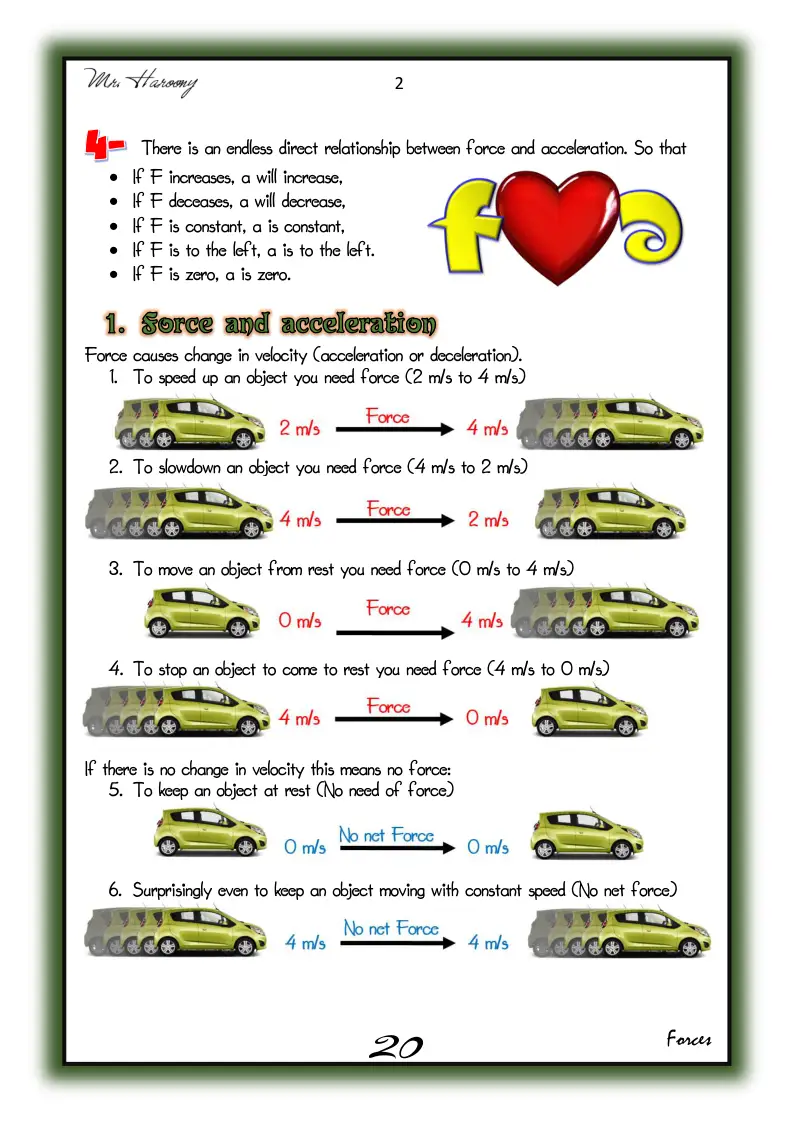 Mr. Haroony
2
4- There is an endless direct relationship between force and acceleration. So that
• If F increases, a will increase,
• If F deceases, a will decrease,
• If F is constant, a is constant,
• If F is to the left, a is to the left.
• If F is zero, a is zero.
f a
1. Force and acceleration
Force causes change in velocity (acceleration or deceleration).
1. To speed up an object you need force (2 m/s to 4 m/s)
2 m/s Force 4 m/s
2. To slowdown an object you need force (4 m/s to 2 m/s)
4 m/s Force 2 m/s
3. To move an object from rest you need force (0 m/s to 4 m/s)
0 m/s Force 4 m/s
4. To stop an object to come to rest you need force (4 m/s to 0 m/s)
4 m/s Force 0 m/s
If there is no change in velocity this means no force:
5. To keep an object at rest (No need of force)
0 m/s No net Force 0 m/s
6. Surprisingly even to keep an object moving with constant speed (No net force)
4 m/s No net Force 4 m/s
20
Forces